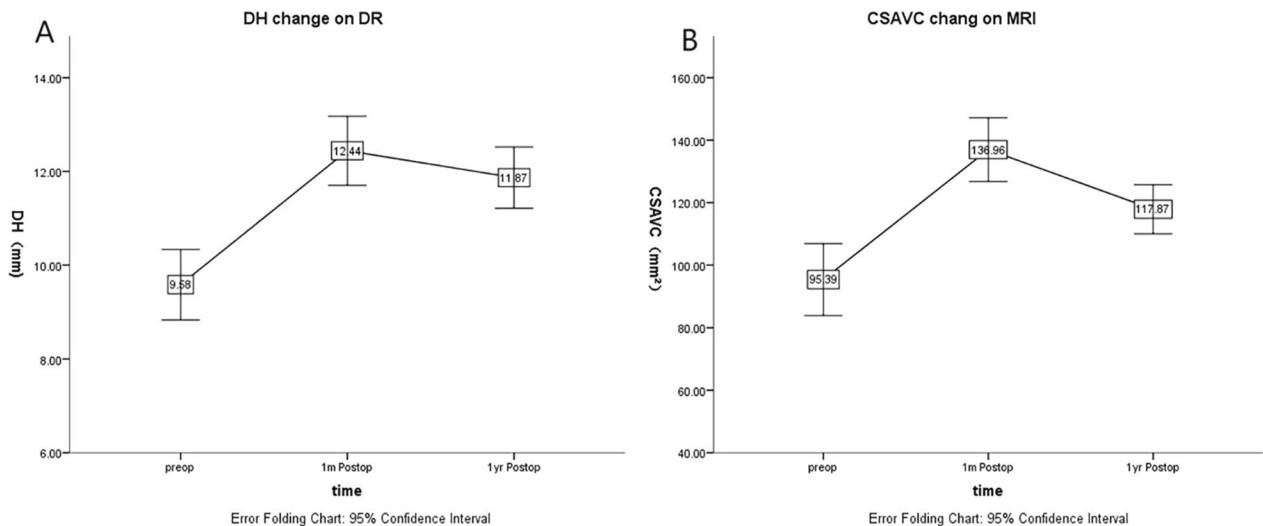 A
DH change on DR
14.00
12.00
10.00
8.00
6.00
DH (mm)
9.58
12.44
11.87
preop
1m Postop
1yr Postop
time
Error Folding Chart: 95% Confidence Interval
B
CSAVC chang on MRI
160.00
140.00
120.00
100.00
80.00
60.00
40.00
CSAVC (mm²)
95.39
136.96
117.87
preop
1m Postop
1yr Postop
time
Error Folding Chart: 95% Confidence Interval